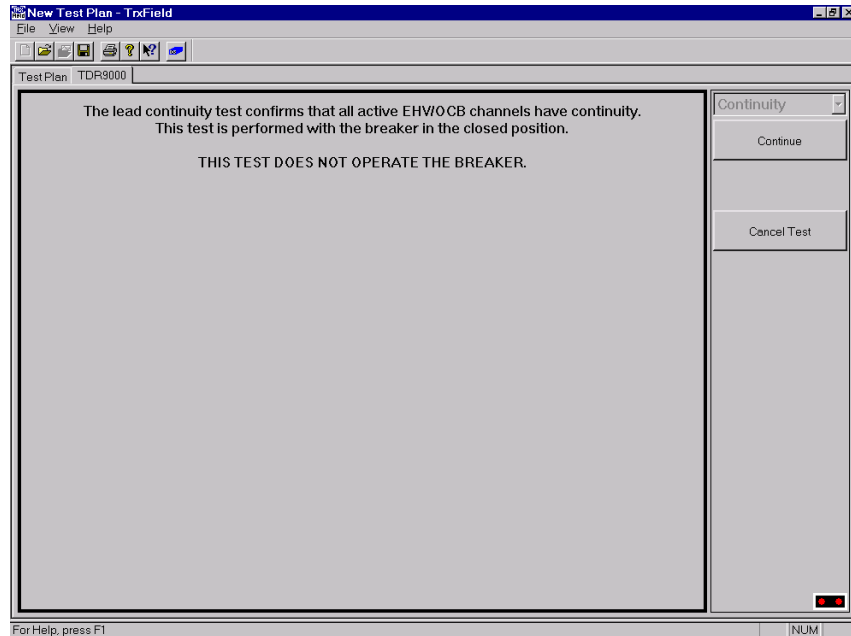 New Test Plan - TrxField
File View Help
Test Plan TDR9000
The lead continuity test confirms that all active EHV/OCB channels have continuity.
This test is performed with the breaker in the closed position.
THIS TEST DOES NOT OPERATE THE BREAKER.
Continuity
Continue
Cancel Test
For Help, press F1
NUM